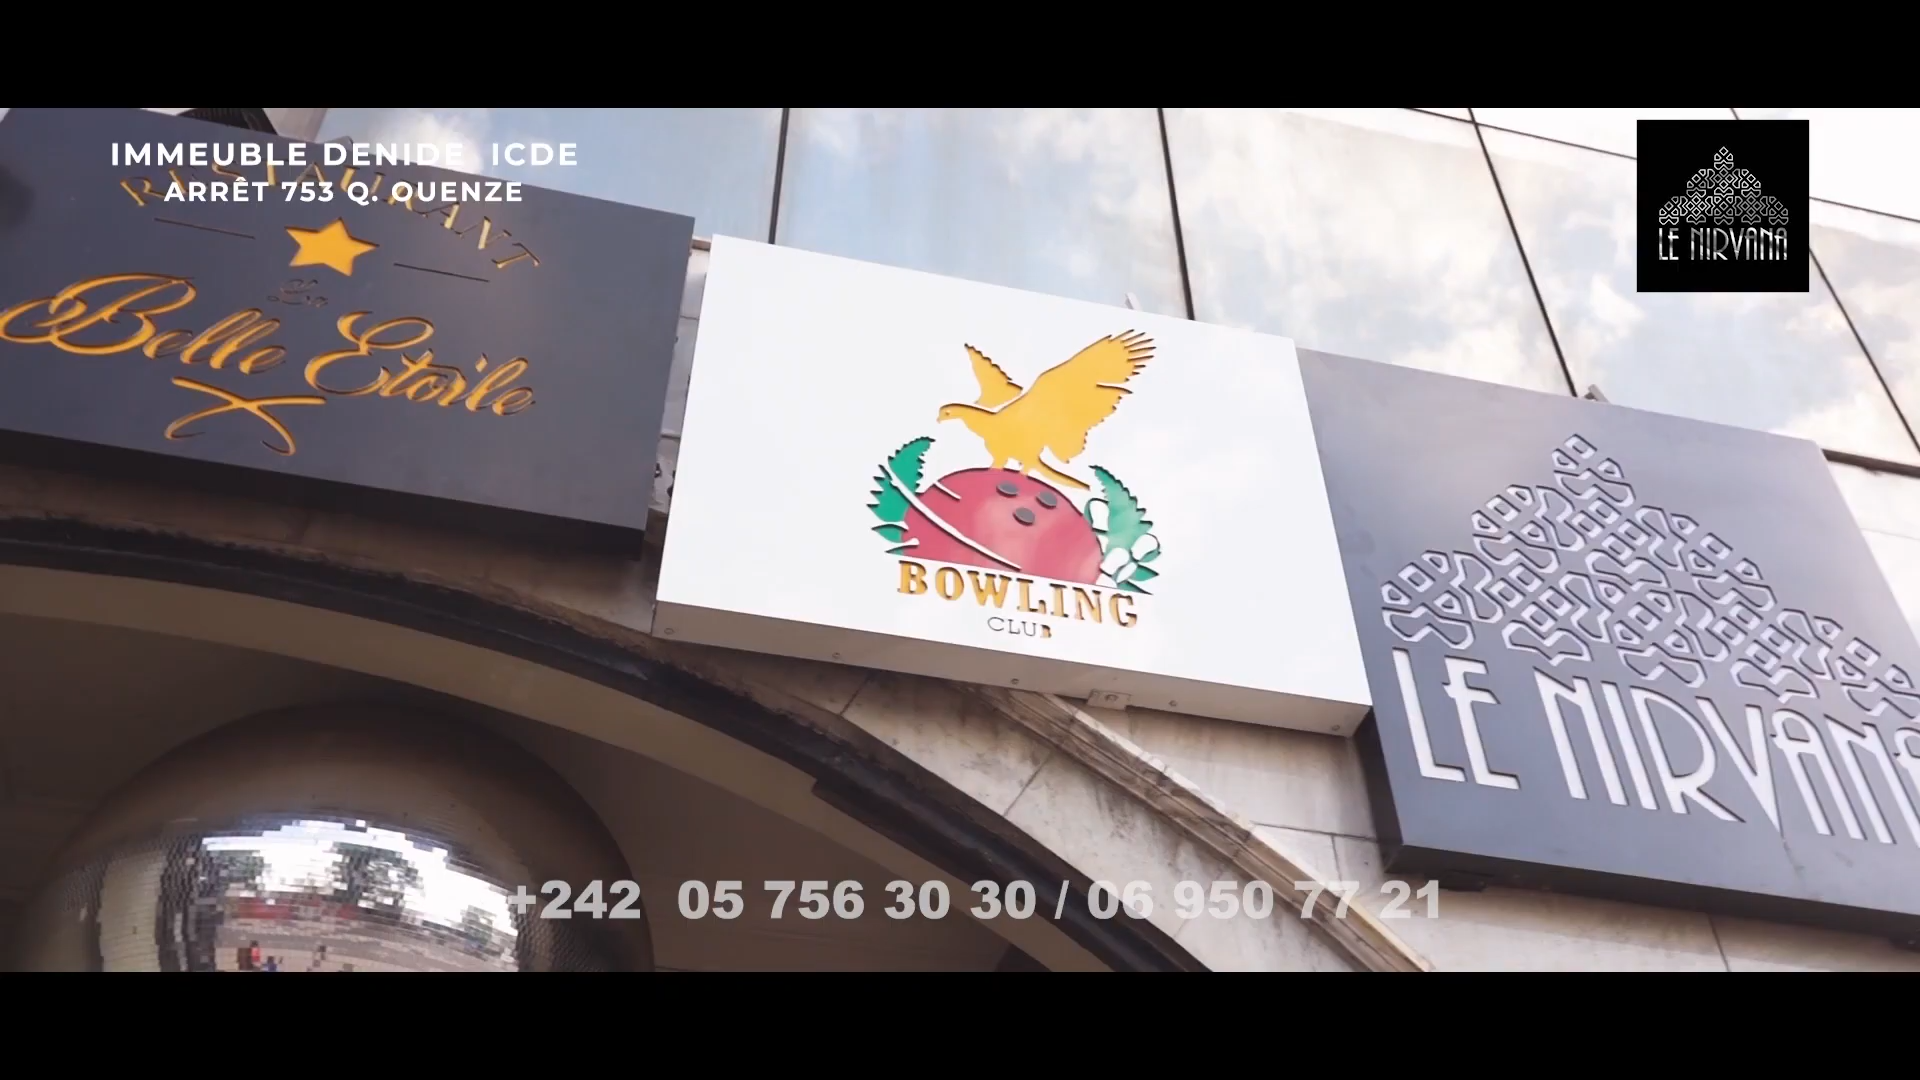 IMMEUBLE DENIDE ICDE
ARRÊT 753 Q. OUENZE
RESTAURANT
La
Belle Etoile
BOWLING
CLUB
LE NIRVANA
LE NIRVANA
+242 05 756 30 30 / 06 950 77 21